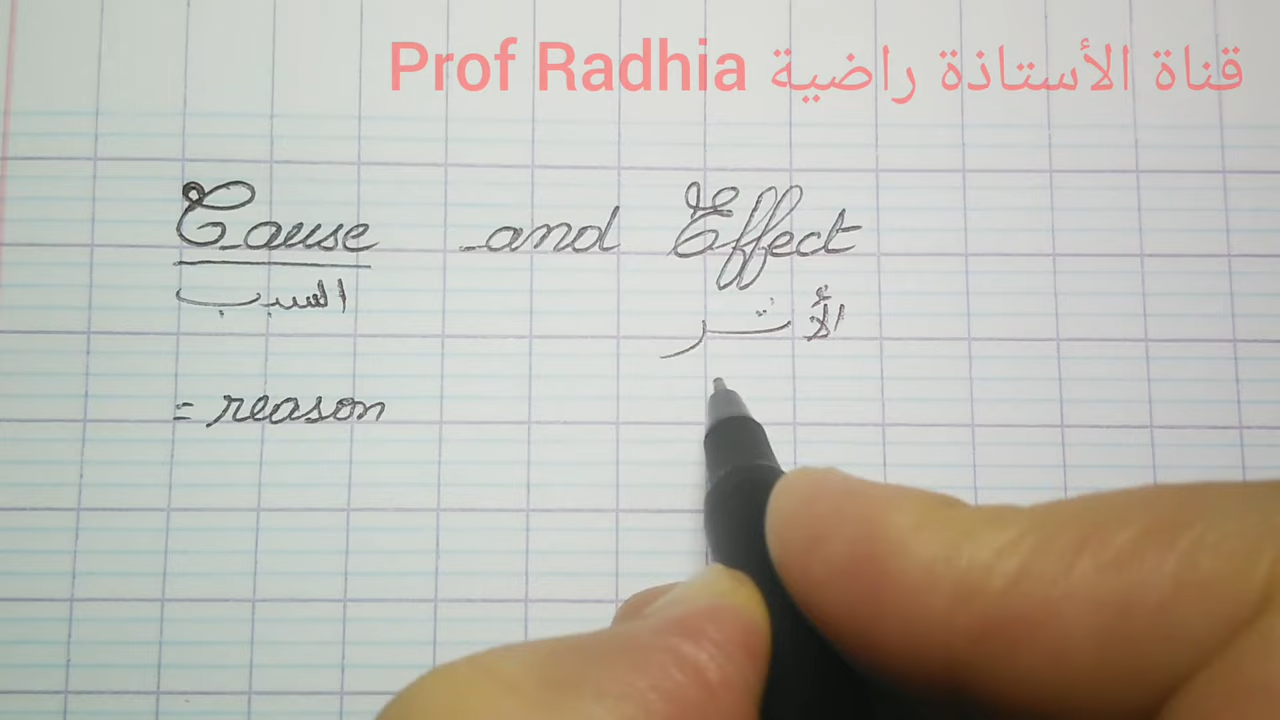 Prof Radhia قناة الأستاذة راضية
Cause and Effect
السبب الأثر
= reason